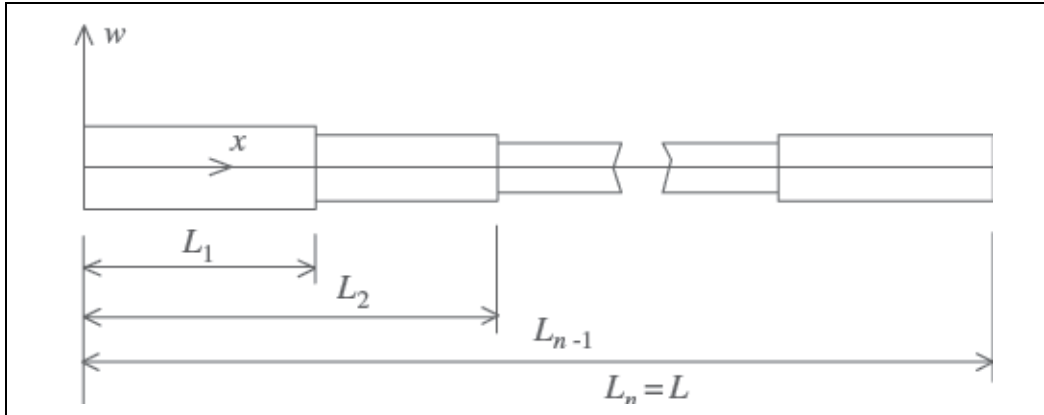 w
x
L₁
L₂
Lₙ₋₁
Lₙ = L